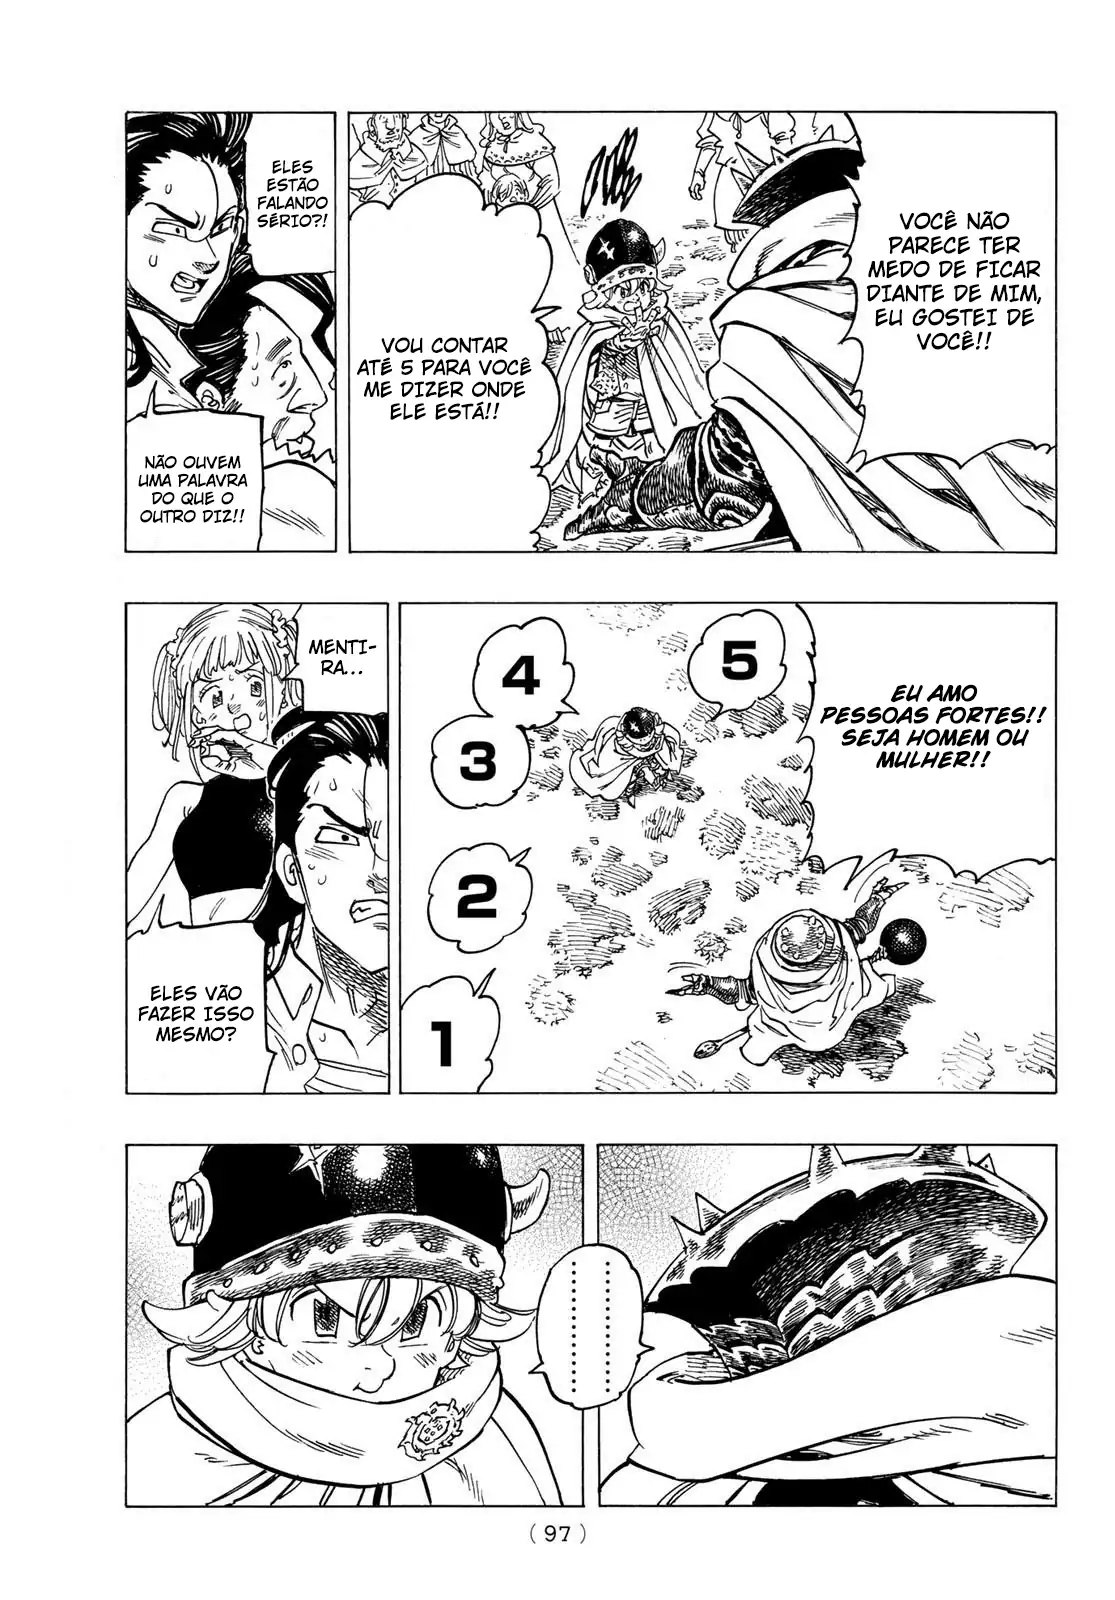 VOCÊ NÃO
PARECE TER
MEDO DE FICAR
DIANTE DE MIM,
EU GOSTEI DE
VOCÊ!!
VOU CONTAR
ATÉ 5 PARA VOCÊ
ME DIZER ONDE
ELE ESTÁ!!
ELES
ESTÃO
FALANDO
SÉRIO?!
NÃO OUVEM
UMA PALAVRA
DO QUE O
OUTRO DIZ!!
EU AMO
PESSOAS FORTES!!
SEJA HOMEM OU
MULHER!!
5
4
3
2
1
MENTI-
RA...
ELES VÃO
FAZER ISSO
MESMO?
(97)